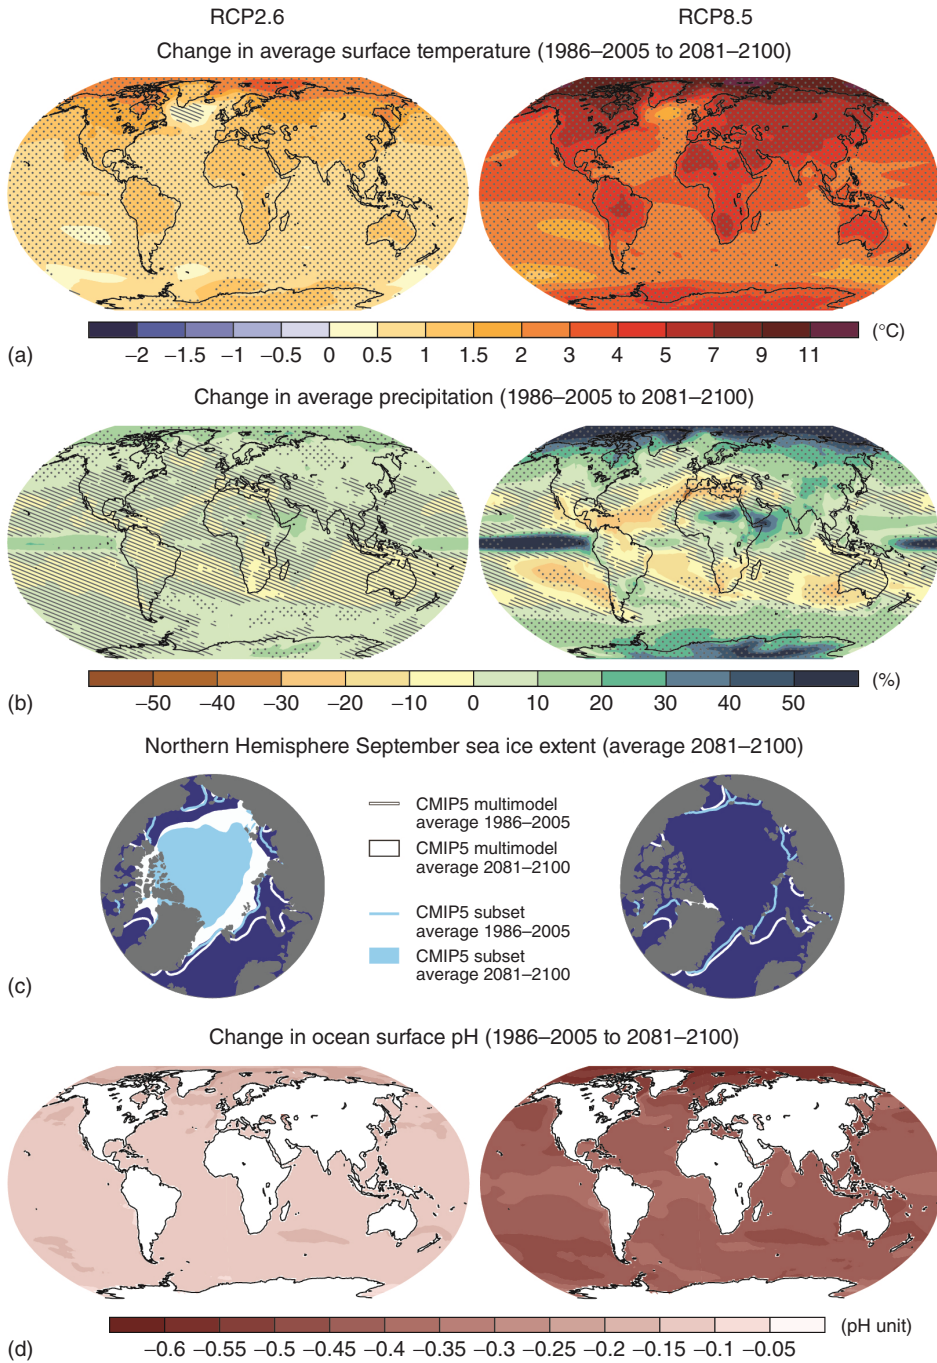 RCP2.6 RCP8.5
Change in average surface temperature (1986–2005 to 2081–2100)
(a) −2 −1.5 −1 −0.5 0 0.5 1 1.5 2 3 4 5 7 9 11 (°C)
Change in average precipitation (1986–2005 to 2081–2100)
(b) −50 −40 −30 −20 −10 0 10 20 30 40 50 (%)
Northern Hemisphere September sea ice extent (average 2081–2100)
CMIP5 multimodel
average 1986–2005
CMIP5 multimodel
average 2081–2100
CMIP5 subset
average 1986–2005
CMIP5 subset
average 2081–2100
(c)
Change in ocean surface pH (1986–2005 to 2081–2100)
(d) −0.6 −0.55 −0.5 −0.45 −0.4 −0.35 −0.3 −0.25 −0.2 −0.15 −0.1 −0.05 (pH unit)